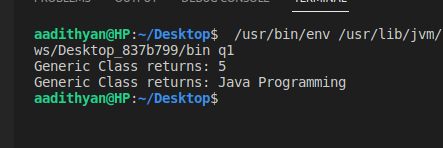 aadithyan@HP:~/Desktop$  /usr/bin/env /usr/lib/jvm/
ws/Desktop_837b799/bin q1
Generic Class returns: 5
Generic Class returns: Java Programming
aadithyan@HP:~/Desktop$